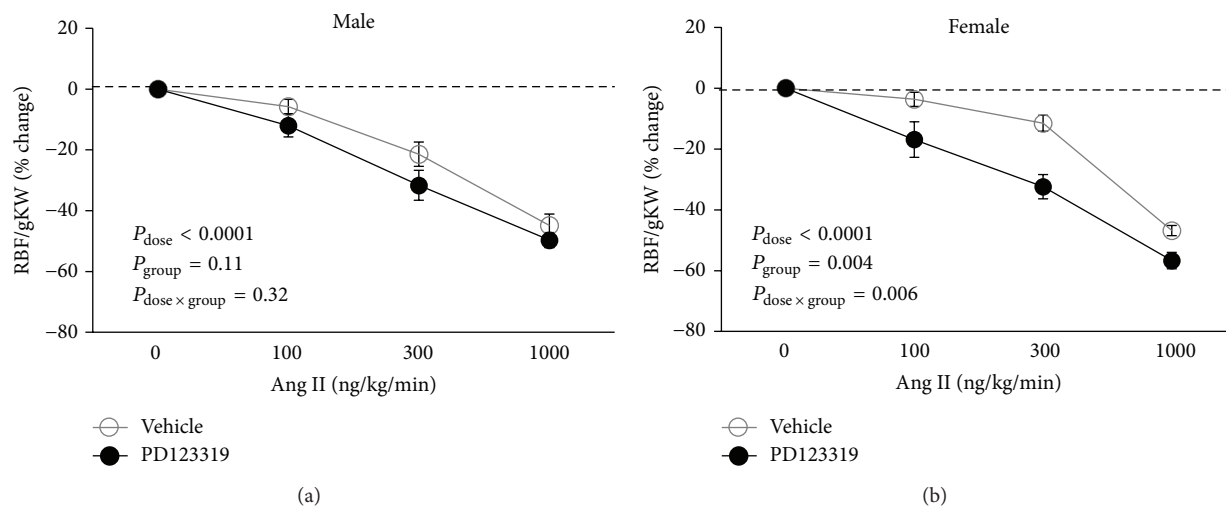 Male
RBF/gKW (% change)
20
0
−20
−40
−60
−80
P_dose < 0.0001
P_group = 0.11
P_dose × group = 0.32
0 100 300 1000
Ang II (ng/kg/min)
Vehicle
PD123319
(a)
Female
RBF/gKW (% change)
20
0
−20
−40
−60
−80
P_dose < 0.0001
P_group = 0.004
P_dose × group = 0.006
0 100 300 1000
Ang II (ng/kg/min)
Vehicle
PD123319
(b)